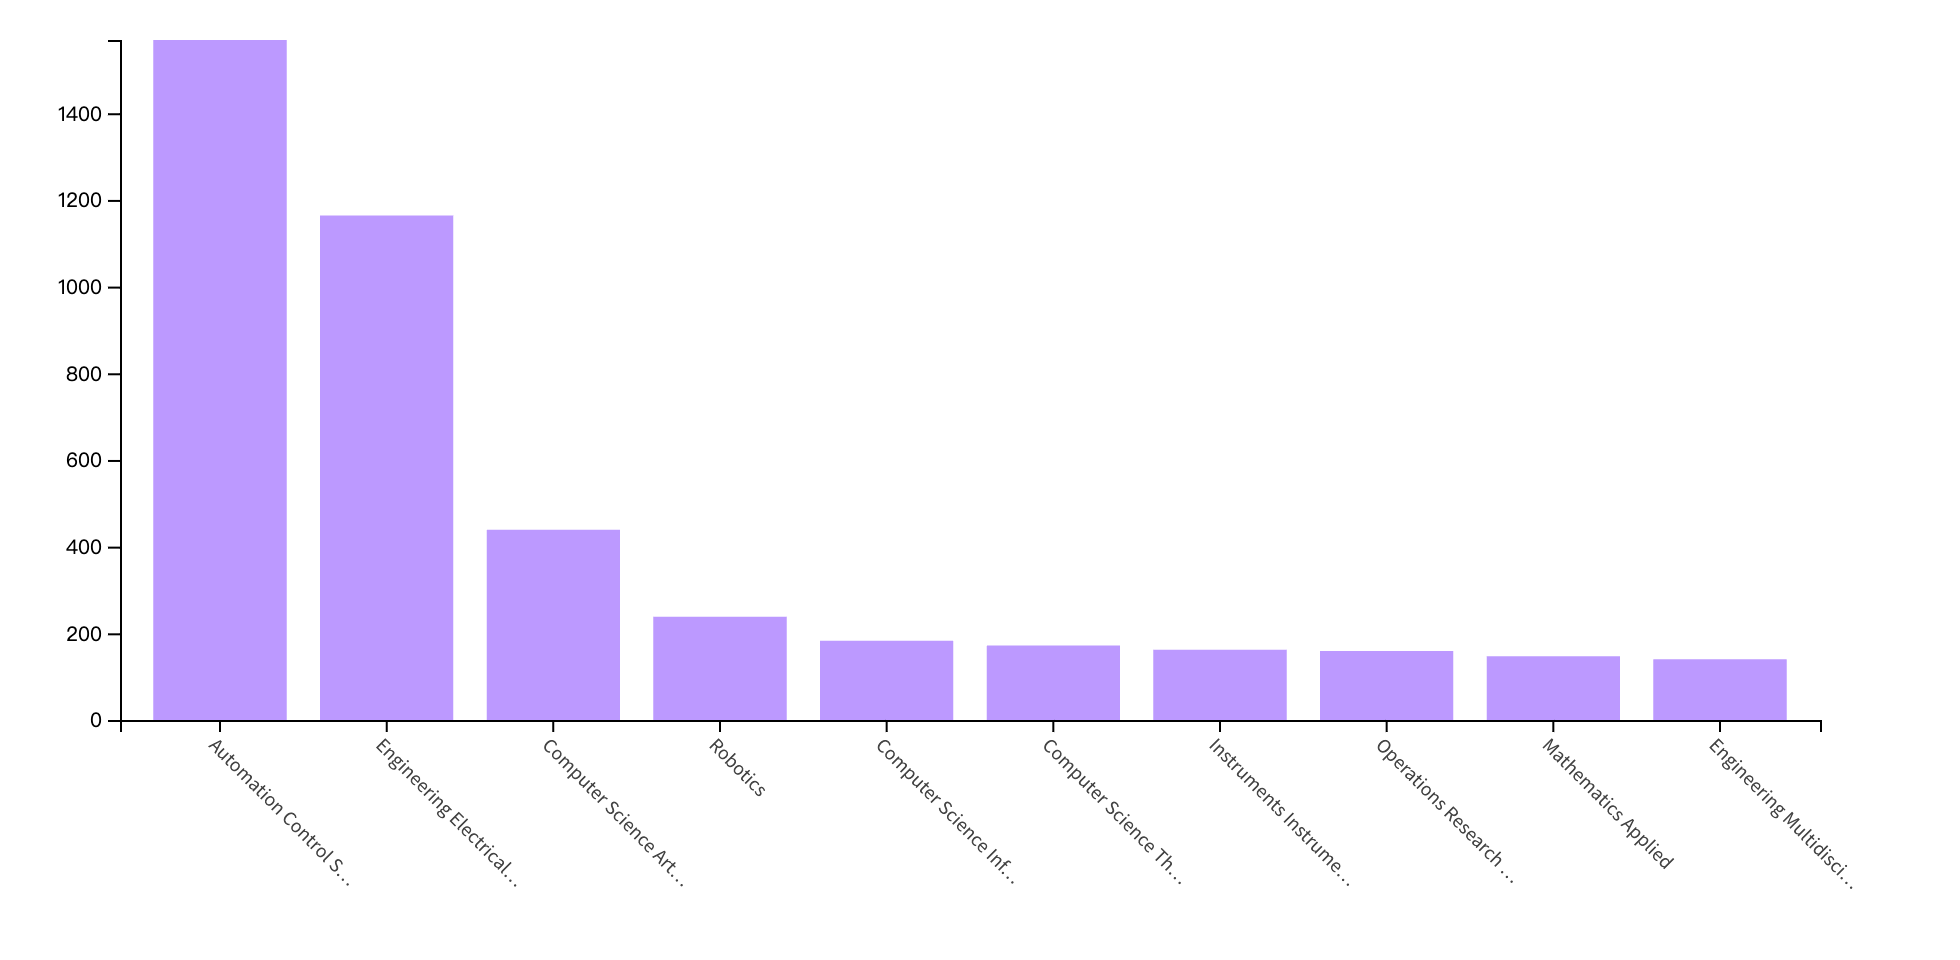 1400
1200
1000
800
600
400
200
0
Automation Control S...
Engineering Electrical...
Computer Science Art...
Robotics
Computer Science Inf...
Computer Science Th...
Instruments Instrume...
Operations Research ...
Mathematics Applied
Engineering Multidisci...